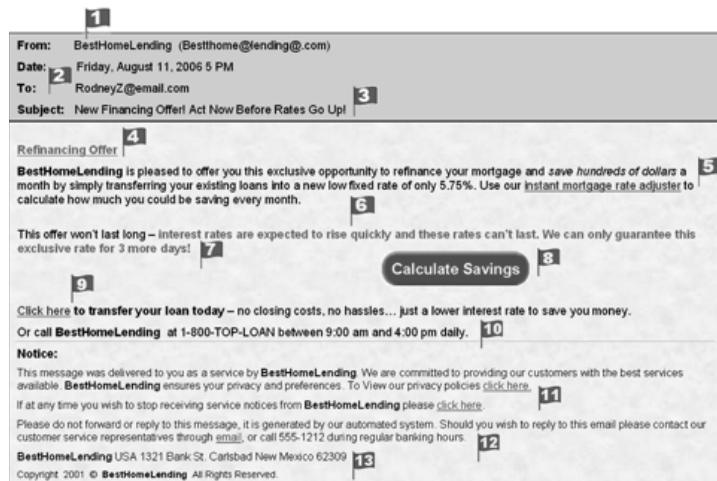 1
From: BestHomeLending (Bestthome@lending@.com)
Date: Friday, August 11, 2006 5 PM
2
To: RodneyZ@email.com
3
Subject: New Financing Offer! Act Now Before Rates Go Up!
4
Refinancing Offer
5
BestHomeLending is pleased to offer you this exclusive opportunity to refinance your mortgage and save hundreds of dollars a
month by simply transferring your existing loans into a new low fixed rate of only 5.75%. Use our instant mortgage rate adjuster to
calculate how much you could be saving every month.
6
This offer won't last long – interest rates are expected to rise quickly and these rates can't last. We can only guarantee this
exclusive rate for 3 more days!
7
8
Calculate Savings
9
Click here to transfer your loan today – no closing costs, no hassles… just a lower interest rate to save you money.
Or call BestHomeLending at 1-800-TOP-LOAN between 9:00 am and 4:00 pm daily.
10
Notice:
This message was delivered to you as a service by BestHomeLending. We are committed to providing our customers with the best services
available. BestHomeLending ensures your privacy and preferences. To View our privacy policies click here.
11
If at any time you wish to stop receiving service notices from BestHomeLending please click here.
Please do not forward or reply to this message, it is generated by our automated system. Should you wish to reply to this email please contact our
customer service representatives through email, or call 555-1212 during regular banking hours.
12
BestHomeLending USA 1321 Bank St. Carlsbad New Mexico 62309
13
Copyright 2001 © BestHomeLending All Rights Reserved.